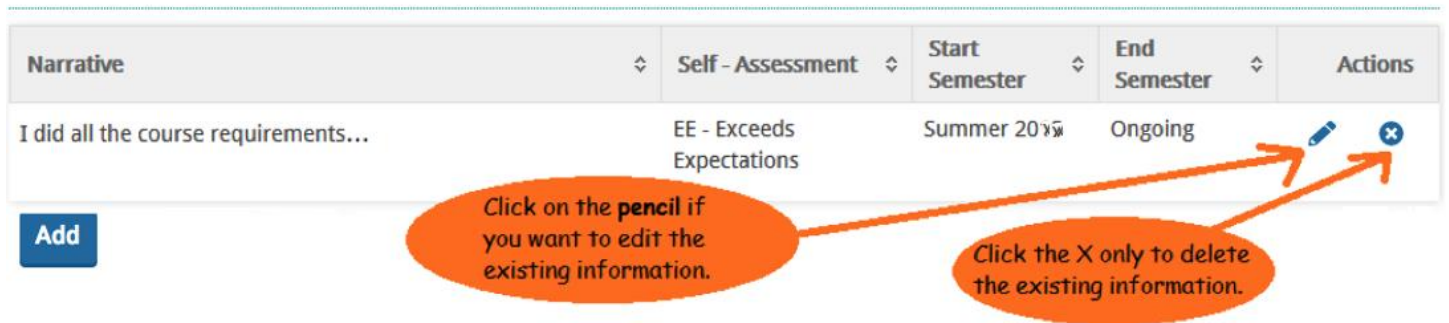 Narrative Self - Assessment Start Semester End Semester Actions
I did all the course requirements... EE - Exceeds Expectations Summer Ongoing
Add
Click on the pencil if
you want to edit the
existing information.
Click the X only to delete
the existing information.